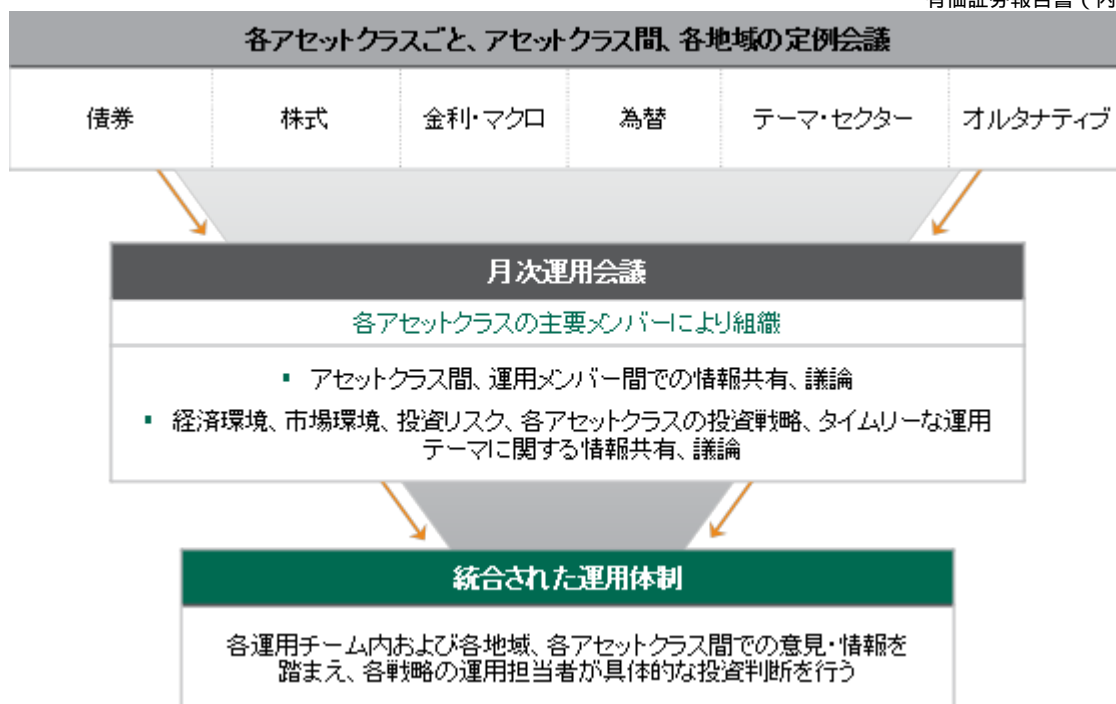 有価証券報告書(内
各アセットクラスごと、アセットクラス間、各地域の定例会議
債券 株式 金利・マクロ 為替 テーマ・セクター オルタナティブ
月次運用会議
各アセットクラスの主要メンバーにより組織
▪ アセットクラス間、運用メンバー間での情報共有、議論
▪ 経済環境、市場環境、投資リスク、各アセットクラスの投資戦略、タイムリーな運用
テーマに関する情報共有、議論
統合された運用体制
各運用チーム内および各地域、各アセットクラス間での意見・情報を
踏まえ、各戦略の運用担当者が具体的な投資判断を行う